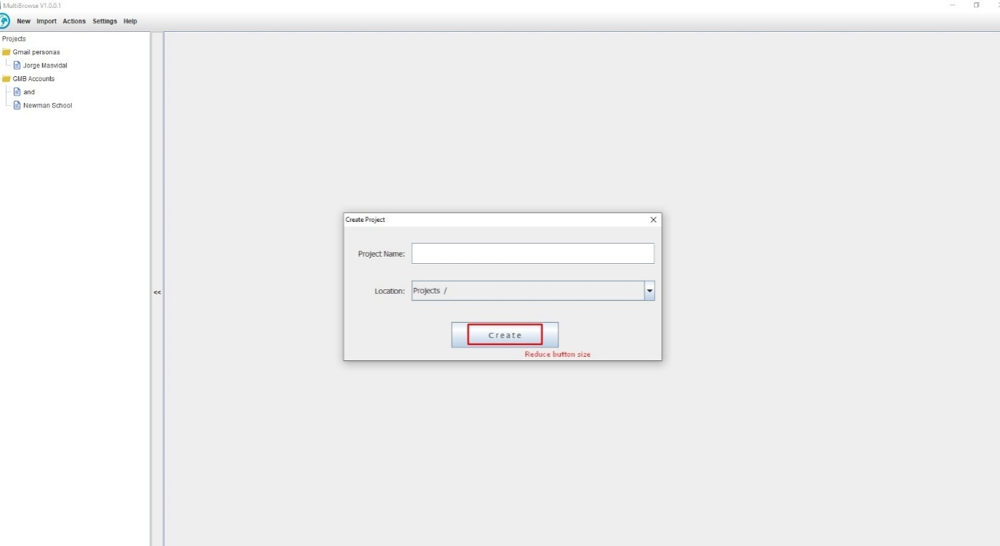 MultiBrowse V1.0.0.1
New Import Actions Settings Help
Projects
Gmail personas
Jorge Masvidal
GMB Accounts
and
Newman School
<<
Create Project
Project Name:
Location: Projects /
Create
Reduce button size